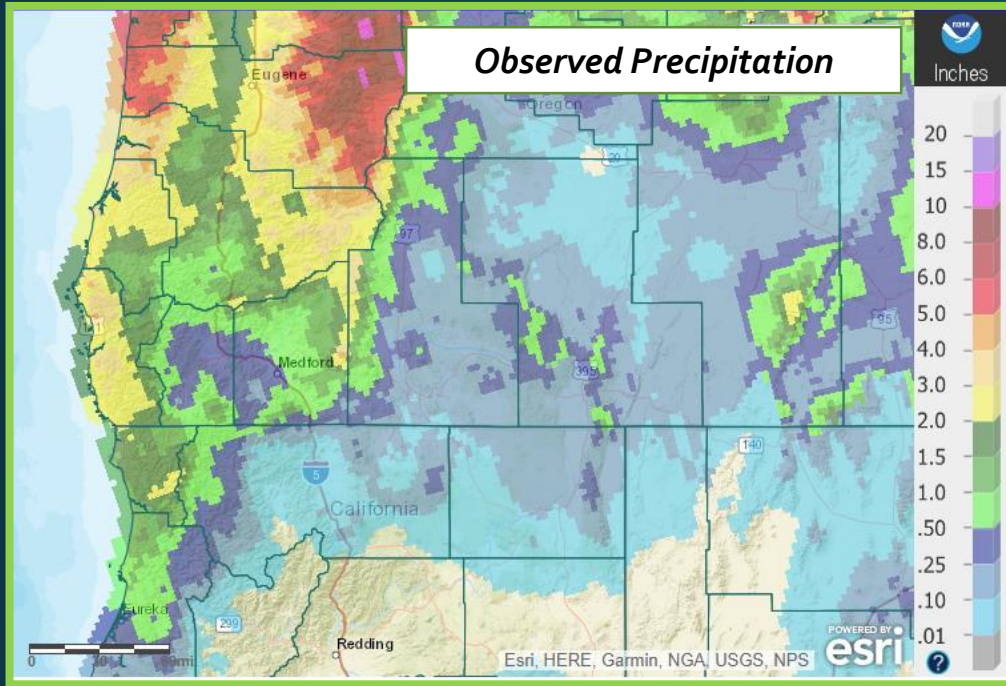 Observed Precipitation
NOAA
Inches
20
15
10
8.0
6.0
5.0
4.0
3.0
2.0
1.5
1.0
.50
.25
.10
.01
?
Eugene
Oregon
20
97
101
95
Medford
395
140
5
California
Eureka
299
Redding
0
Esri, HERE, Garmin, NGA, USGS, NPS
POWERED BY
esri